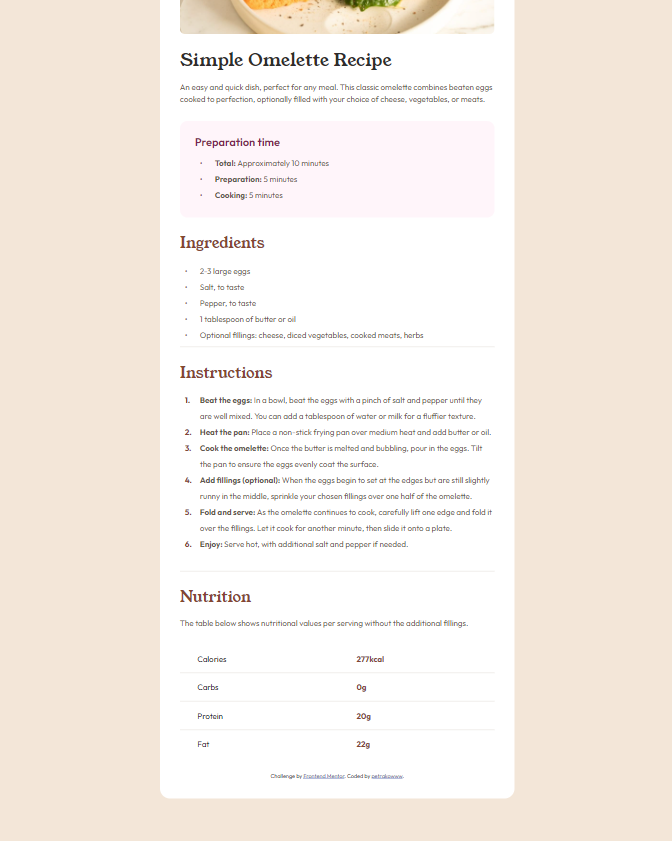 Simple Omelette Recipe
An easy and quick dish, perfect for any meal. This classic omelette combines beaten eggs
cooked to perfection, optionally filled with your choice of cheese, vegetables, or meats.
Preparation time
• Total: Approximately 10 minutes
• Preparation: 5 minutes
• Cooking: 5 minutes
Ingredients
• 2-3 large eggs
• Salt, to taste
• Pepper, to taste
• 1 tablespoon of butter or oil
• Optional fillings: cheese, diced vegetables, cooked meats, herbs
Instructions
1. Beat the eggs: In a bowl, beat the eggs with a pinch of salt and pepper until they
are well mixed. You can add a tablespoon of water or milk for a fluffier texture.
2. Heat the pan: Place a non-stick frying pan over medium heat and add butter or oil.
3. Cook the omelette: Once the butter is melted and bubbling, pour in the eggs. Tilt
the pan to ensure the eggs evenly coat the surface.
4. Add fillings (optional): When the eggs begin to set at the edges but are still slightly
runny in the middle, sprinkle your chosen fillings over one half of the omelette.
5. Fold and serve: As the omelette continues to cook, carefully lift one edge and fold it
over the fillings. Let it cook for another minute, then slide it onto a plate.
6. Enjoy: Serve hot, with additional salt and pepper if needed.
Nutrition
The table below shows nutritional values per serving without the additional fillings.
Calories 277kcal
Carbs 0g
Protein 20g
Fat 22g
Challenge by Frontend Mentor. Coded by petrakawww.